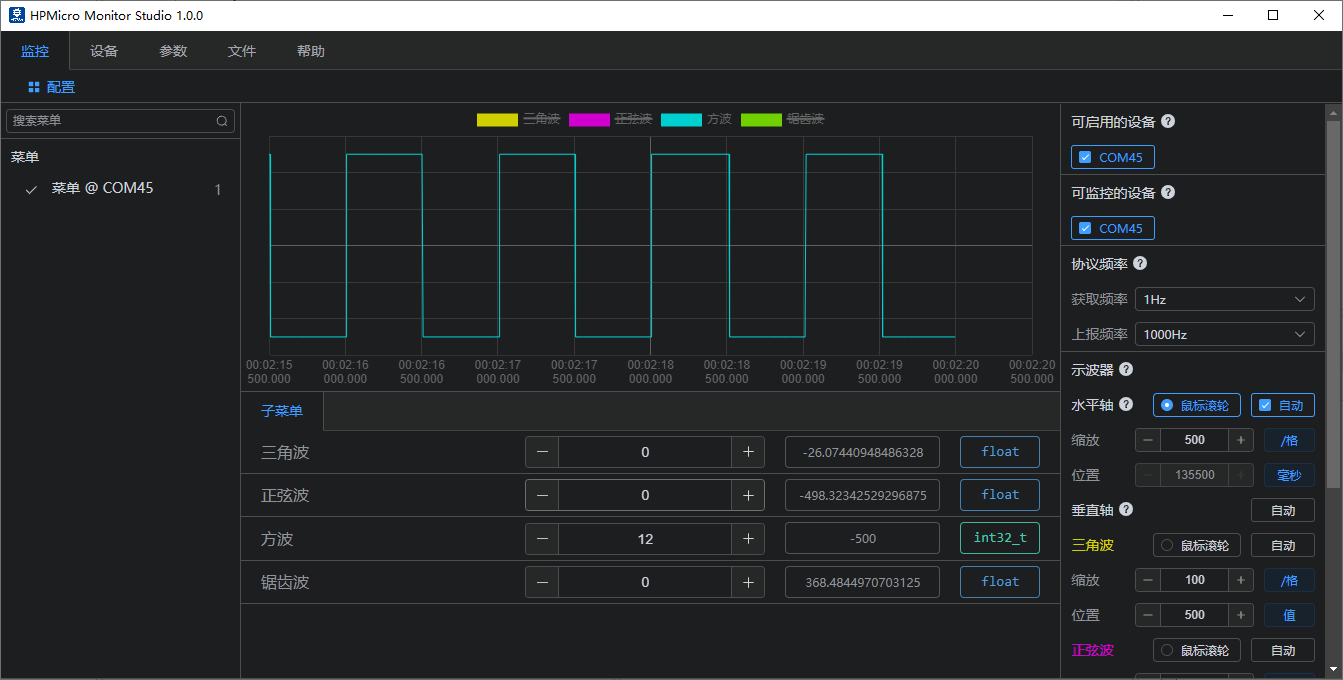 HPMicro Monitor Studio 1.0.0
监控 设备 参数 文件 帮助
配置
搜索菜单
菜单
菜单 @ COM45 1
三角波 正弦波 方波 锯齿波
00:02:15 00:02:16 00:02:16 00:02:17 00:02:17 00:02:18 00:02:18 00:02:19 00:02:19 00:02:20 00:02:20
500.000 000.000 500.000 000.000 500.000 000.000 500.000 000.000 500.000 000.000 500.000
子菜单
三角波 0 -26.07440948486328 float
正弦波 0 -498.32342529296875 float
方波 12 -500 int32_t
锯齿波 0 368.4844970703125 float
可启用的设备
COM45
可监控的设备
COM45
协议频率
获取频率 1Hz
上报频率 1000Hz
示波器
水平轴 鼠标滚轮 自动
缩放 500 /格
位置 135500 毫秒
垂直轴 自动
三角波 鼠标滚轮 自动
缩放 100 /格
位置 500 值
正弦波 鼠标滚轮 自动